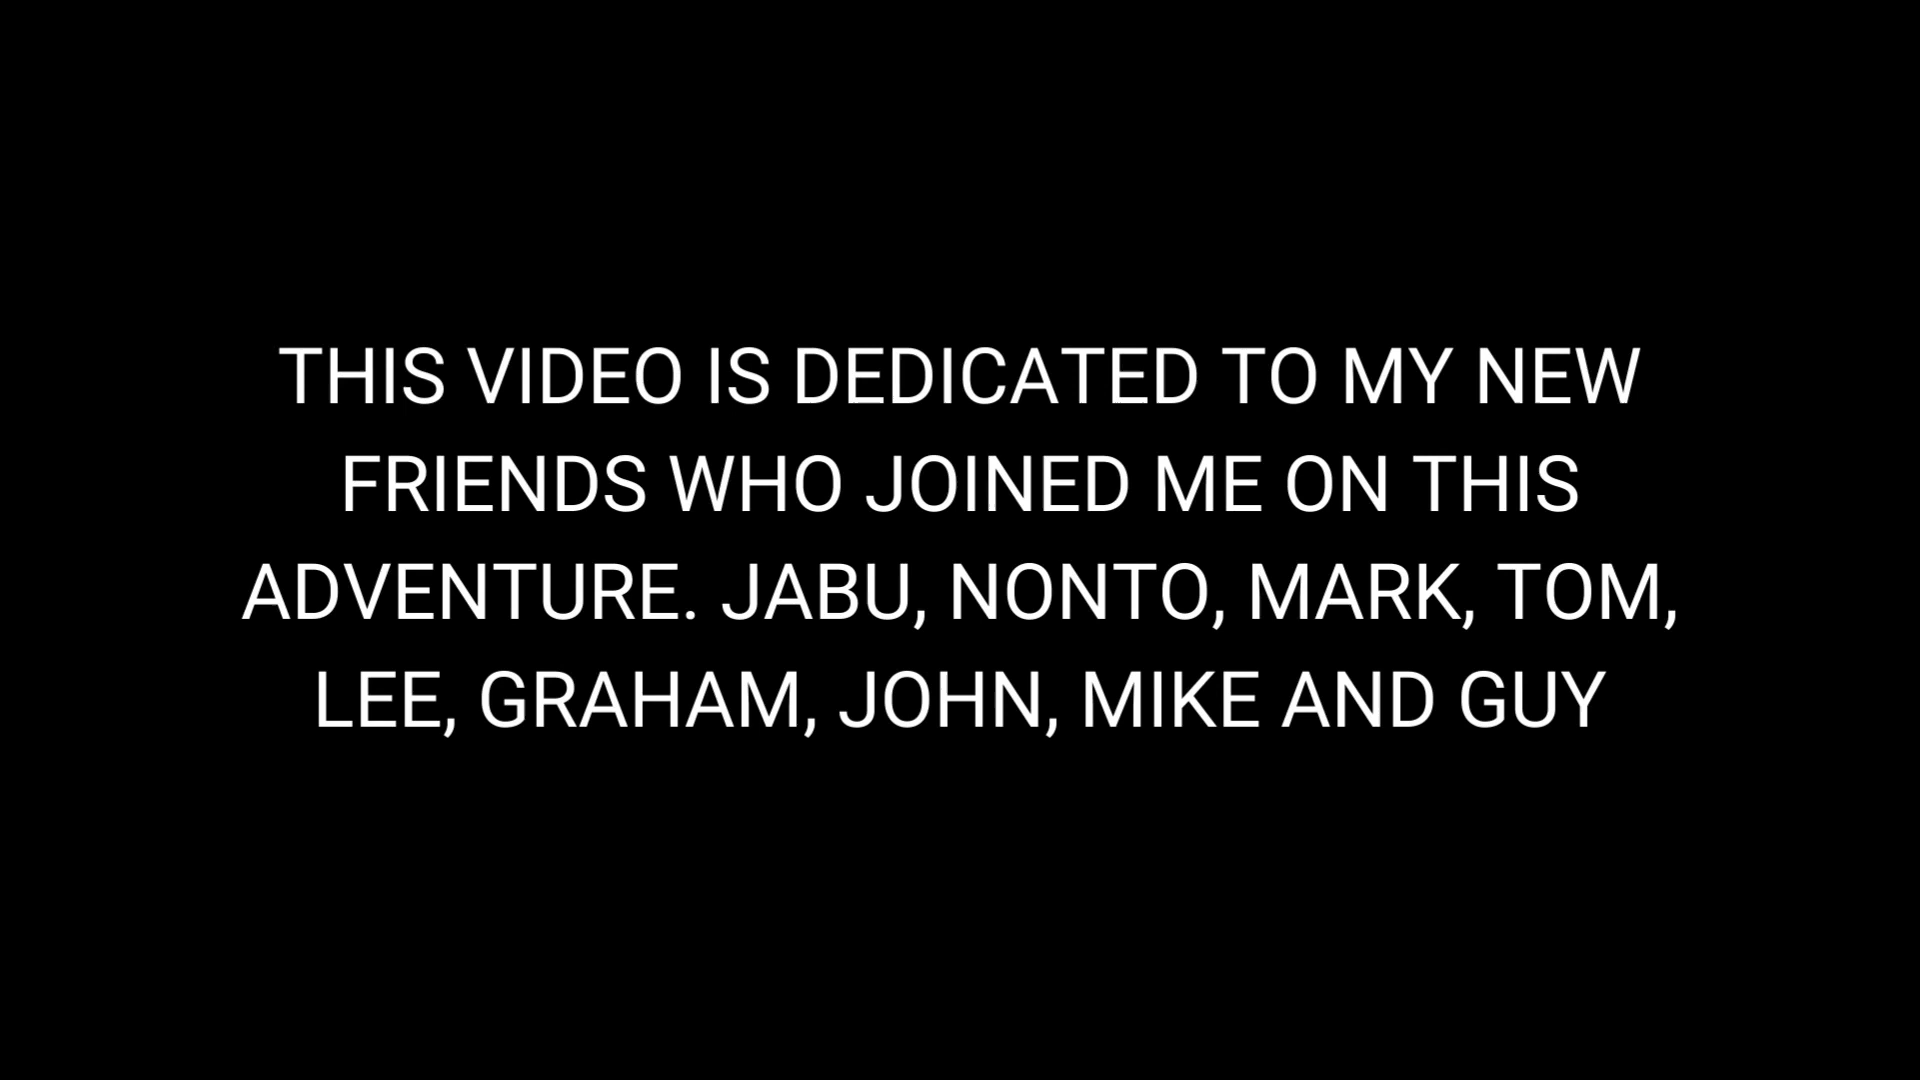 THIS VIDEO IS DEDICATED TO MY NEW
FRIENDS WHO JOINED ME ON THIS
ADVENTURE. JABU, NONTO, MARK, TOM,
LEE, GRAHAM, JOHN, MIKE AND GUY